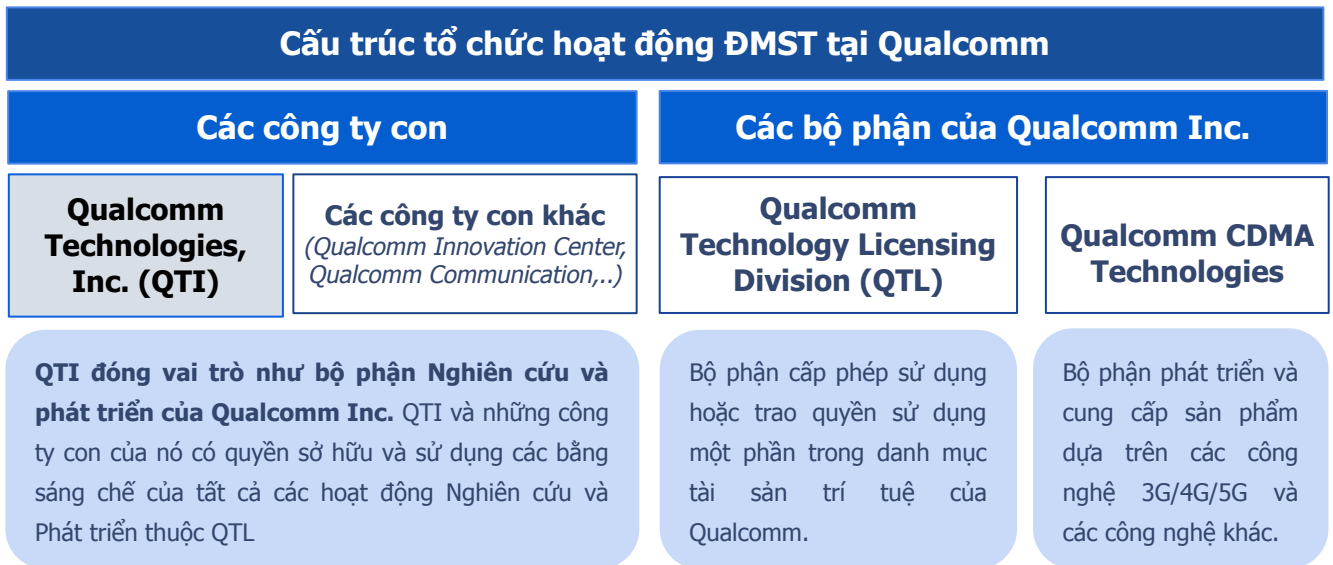 Cấu trúc tổ chức hoạt động ĐMST tại Qualcomm
Các công ty con
Các bộ phận của Qualcomm Inc.
Qualcomm
Technologies,
Inc. (QTI)
Các công ty con khác
(Qualcomm Innovation Center,
Qualcomm Communication,..)
Qualcomm
Technology Licensing
Division (QTL)
Qualcomm CDMA
Technologies
QTI đóng vai trò như bộ phận Nghiên cứu và
phát triển của Qualcomm Inc. QTI và những công
ty con của nó có quyền sở hữu và sử dụng các bằng
sáng chế của tất cả các hoạt động Nghiên cứu và
Phát triển thuộc QTL
Bộ phận cấp phép sử dụng
hoặc trao quyền sử dụng
một phần trong danh mục
tài sản trí tuệ của
Qualcomm.
Bộ phận phát triển và
cung cấp sản phẩm
dựa trên các công
nghệ 3G/4G/5G và
các công nghệ khác.